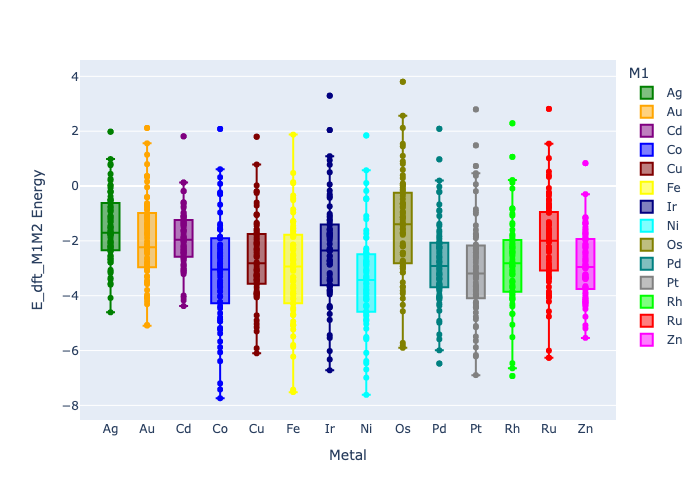 M1
4
2
0
−2
−4
−6
−8
E_dft_M1M2 Energy
Ag
Au
Cd
Co
Cu
Fe
Ir
Ni
Os
Pd
Pt
Rh
Ru
Zn
Ag Au Cd Co Cu Fe Ir Ni Os Pd Pt Rh Ru Zn
Metal